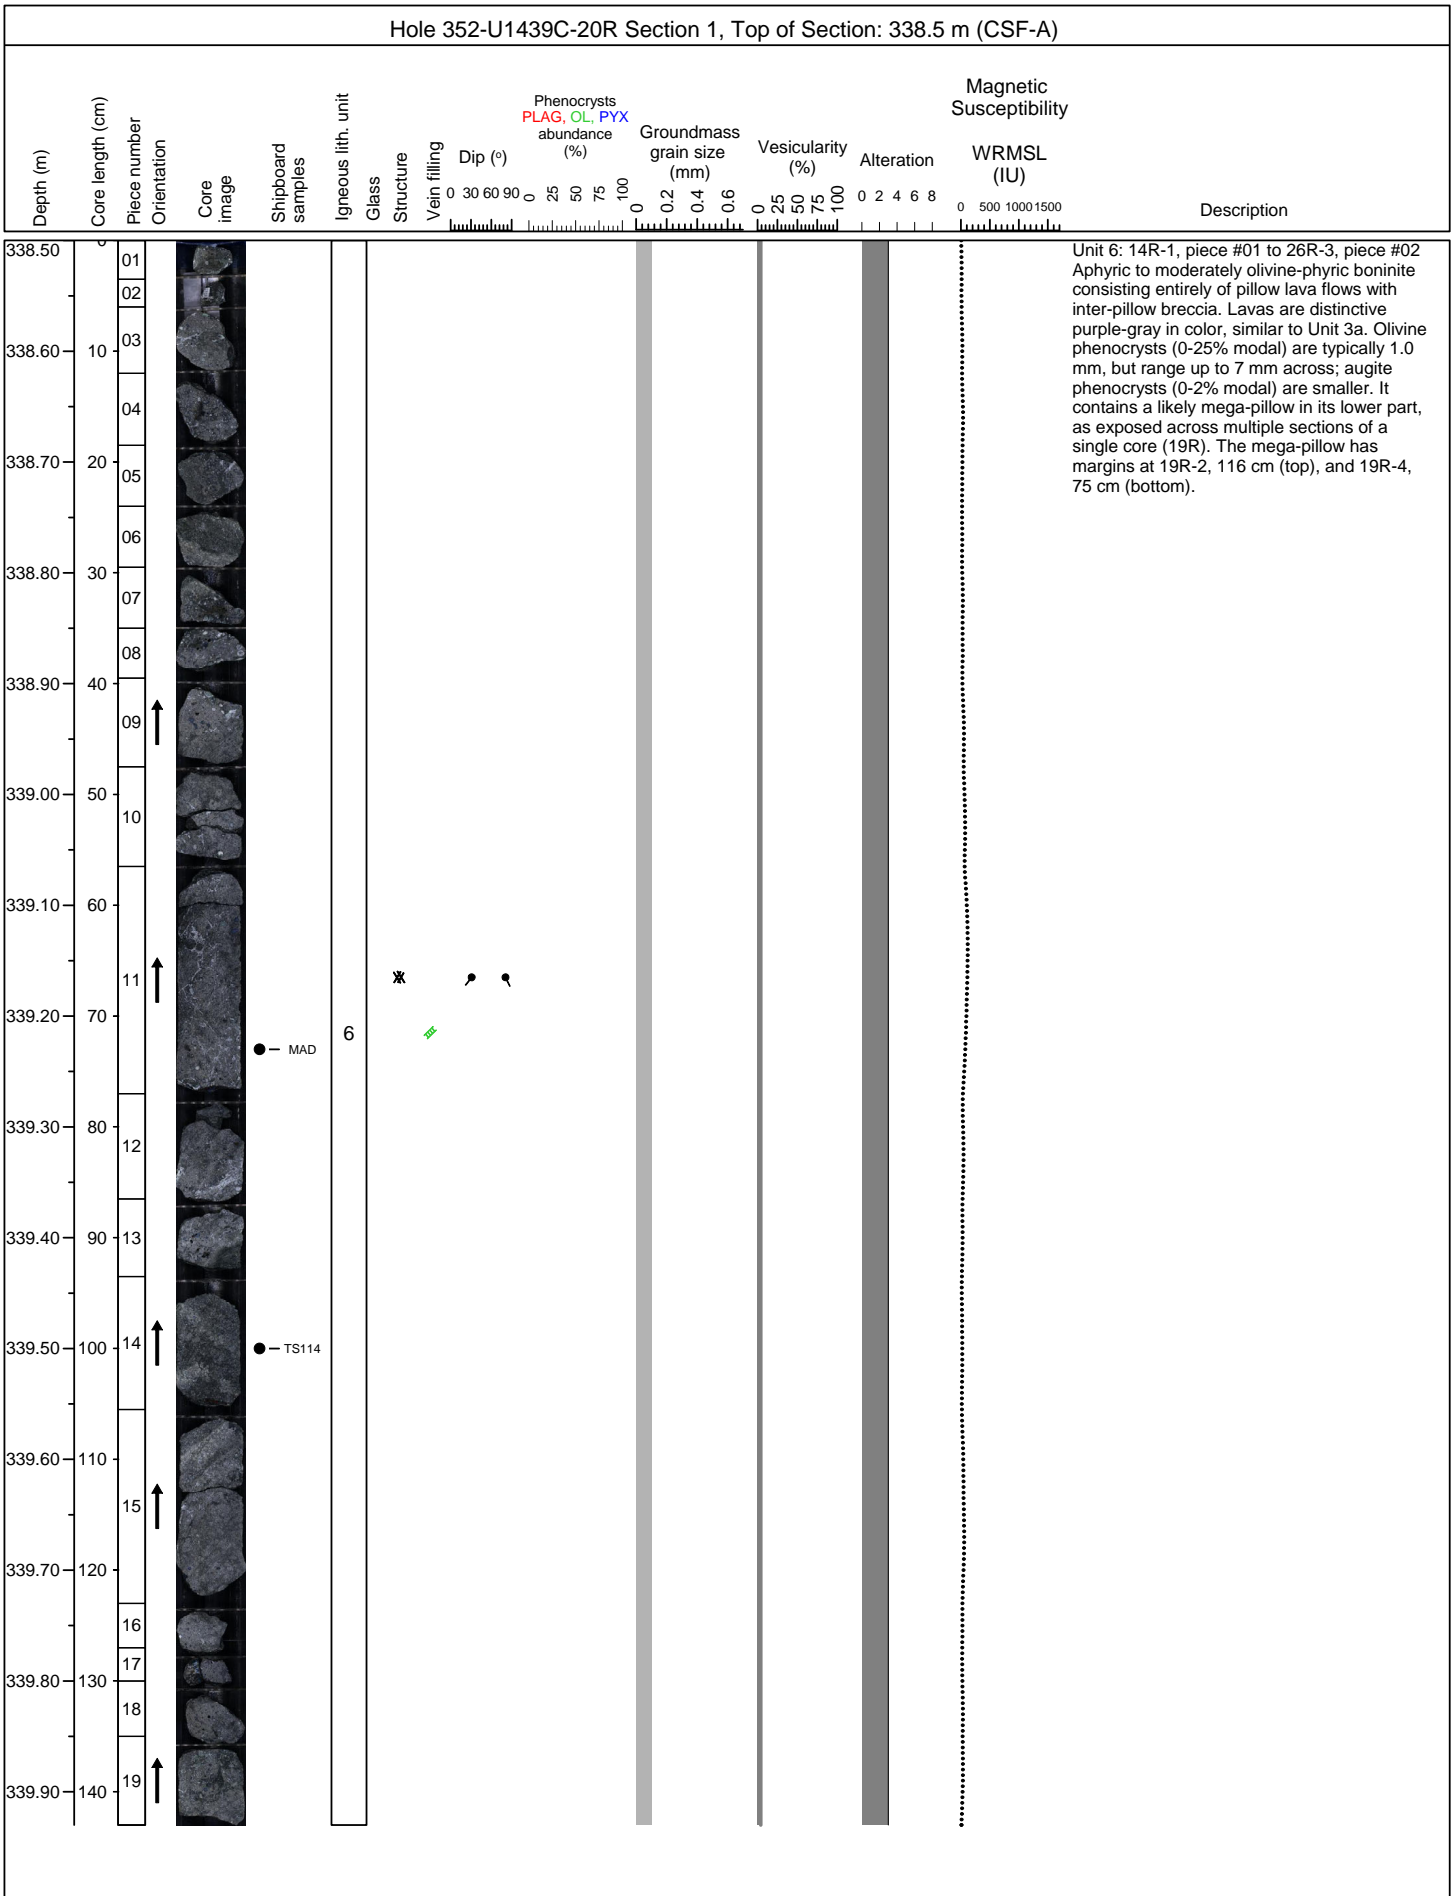 Hole 352-U1439C-20R Section 1, Top of Section: 338.5 m (CSF-A)
Depth (m)
Core length (cm)
Piece number
Orientation
Core
image
Shipboard
samples
Igneous lith. unit
Glass
Structure
Vein filling
Dip (o)
0 30 60 90
Phenocrysts
PLAG, OL, PYX
abundance
(%)
0 25 50 75 100
Groundmass
grain size
(mm)
0 0.2 0.4 0.6
Vesicularity
(%)
0 25 50 75 100
Alteration
0 2 4 6 8
Magnetic
Susceptibility
WRMSL
(IU)
0 500 1000 1500
Description
338.50 0 01
02
338.60 10 03
04
338.70 20 05
06
338.80 30 07
08
338.90 40 09
339.00 50 10
339.10 60 11
339.20 70 6
MAD
339.30 80 12
339.40 90 13
339.50 100 14 TS114
339.60 110 15
339.70 120
16
17
339.80 130
18
339.90 140 19
Unit 6: 14R-1, piece #01 to 26R-3, piece #02
Aphyric to moderately olivine-phyric boninite
consisting entirely of pillow lava flows with
inter-pillow breccia. Lavas are distinctive
purple-gray in color, similar to Unit 3a. Olivine
phenocrysts (0-25% modal) are typically 1.0
mm, but range up to 7 mm across; augite
phenocrysts (0-2% modal) are smaller. It
contains a likely mega-pillow in its lower part,
as exposed across multiple sections of a
single core (19R). The mega-pillow has
margins at 19R-2, 116 cm (top), and 19R-4,
75 cm (bottom).